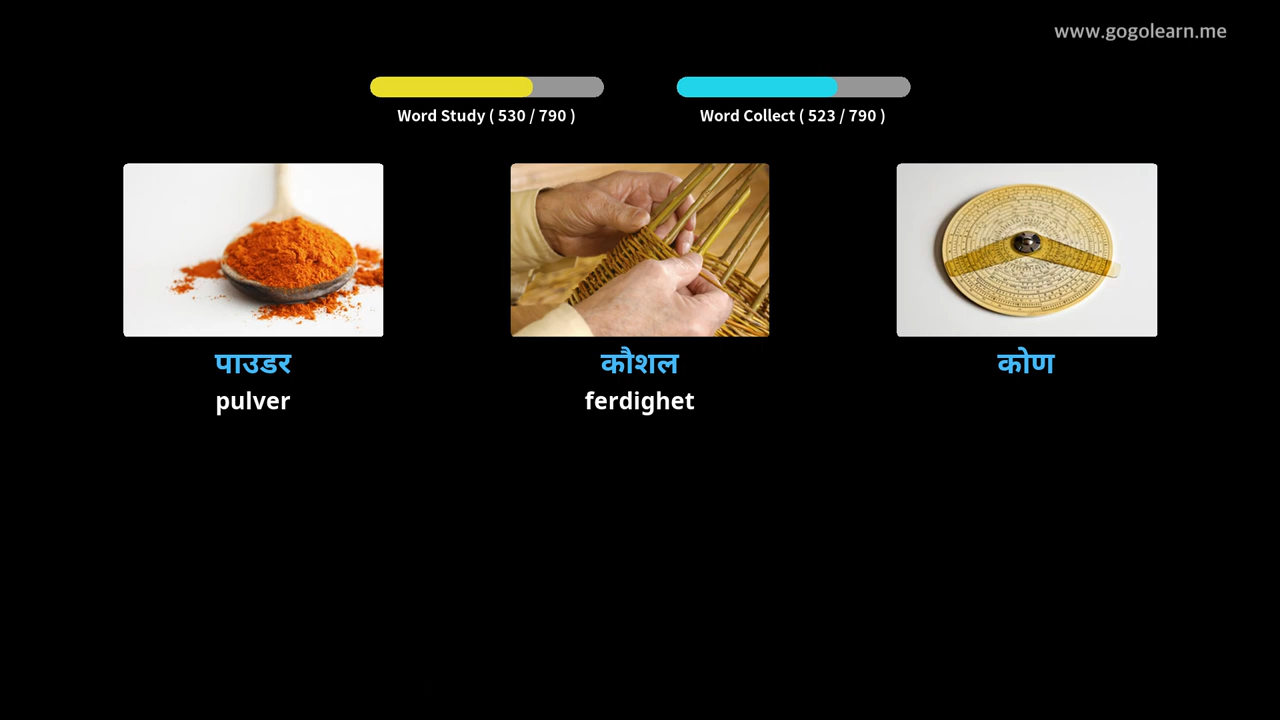 www.gogolearn.me
Word Study ( 530 / 790 )
Word Collect ( 523 / 790 )
पाउडर
कौशल
कोण
pulver
ferdighet